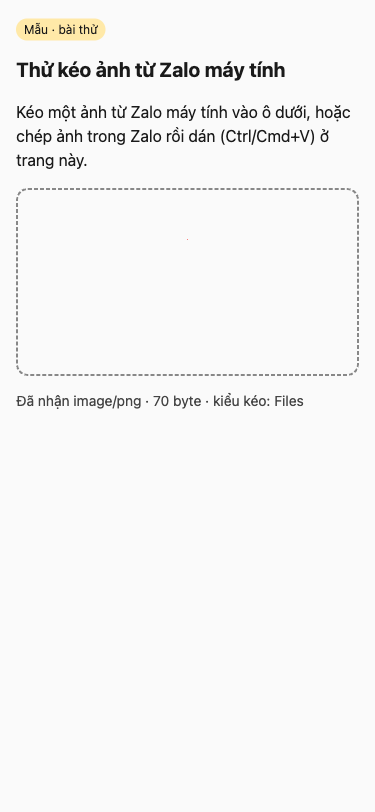 Mẫu · bài thử
Thử kéo ảnh từ Zalo máy tính
Kéo một ảnh từ Zalo máy tính vào ô dưới, hoặc
chép ảnh trong Zalo rồi dán (Ctrl/Cmd+V) ở
trang này.
Đã nhận image/png · 70 byte · kiểu kéo: Files